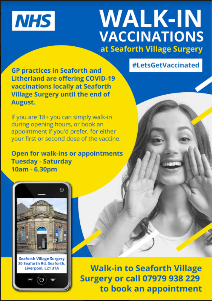 NHS
WALK-IN
VACCINATIONS
at Seaforth Village Surgery
#LetsGetVaccinated
GP practices in Seaforth and
Litherland are offering COVID-19
vaccinations locally at Seaforth
Village Surgery until the end of
August.
If you are 18+ you can simply walk-in
during opening hours, or book an
appointment if you'd prefer, for either
your first or second dose of the vaccine.
Open for walk-ins or appointments
Tuesday - Saturday
10am - 6.30pm
Seaforth Village Surgery
20 Seaforth Rd, Seaforth,
Liverpool, L21 3TA
Walk-in to Seaforth Village
Surgery or call 07979 938 229
to book an appointment